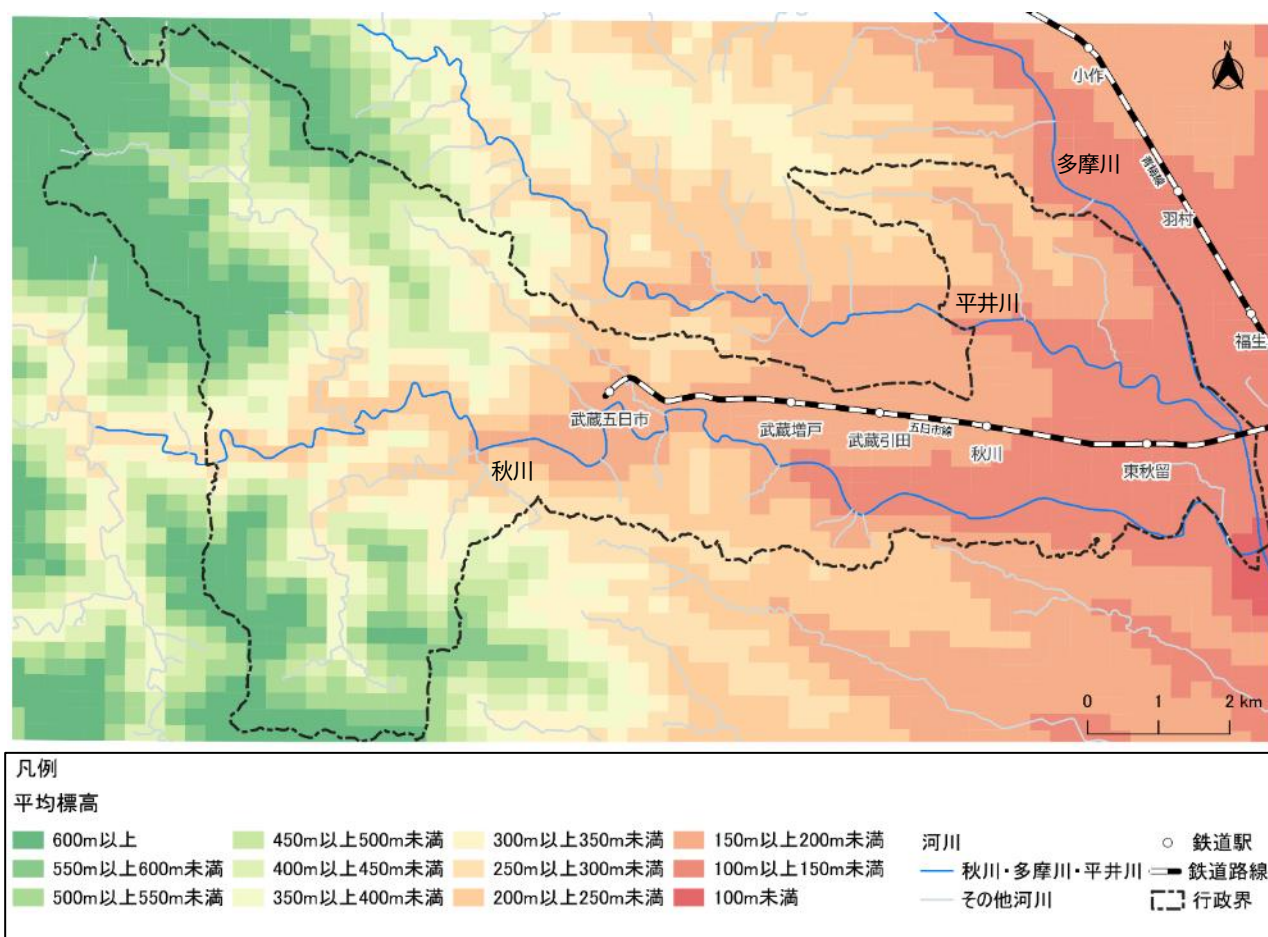 N
小作
多摩川
青梅線
羽村
平井川
福生
武蔵五日市
武蔵増戸
武蔵引田
五日市線
秋川
東秋留
秋川
0 1 2 km
凡例
平均標高
600m以上
550m以上600m未満
500m以上550m未満
450m以上500m未満
400m以上450m未満
350m以上400m未満
300m以上350m未満
250m以上300m未満
200m以上250m未満
150m以上200m未満
100m以上150m未満
100m未満
河川
秋川・多摩川・平井川
その他河川
鉄道駅
鉄道路線
行政界